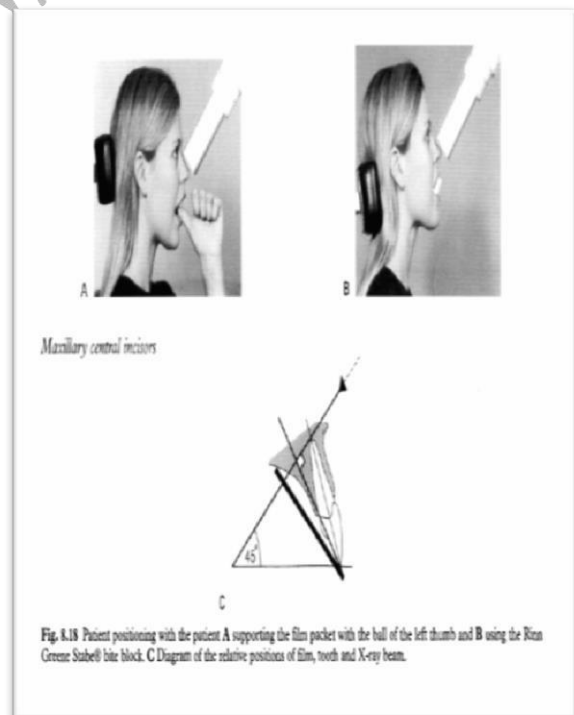 A
B
Maxillary central incisors
45°
C
Fig. 8.18 Patient positioning with the patient A supporting the film packet with the ball of the left thumb and B using the Rinn
Greene Stabe® bite block. C Diagram of the relative positions of film, tooth and X-ray beam.